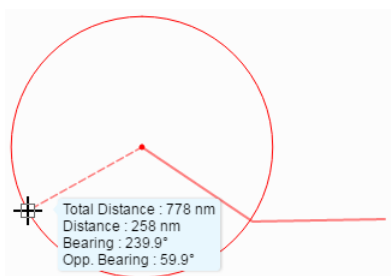 Total Distance : 778 nm
Distance : 258 nm
Bearing : 239.9°
Opp. Bearing : 59.9°